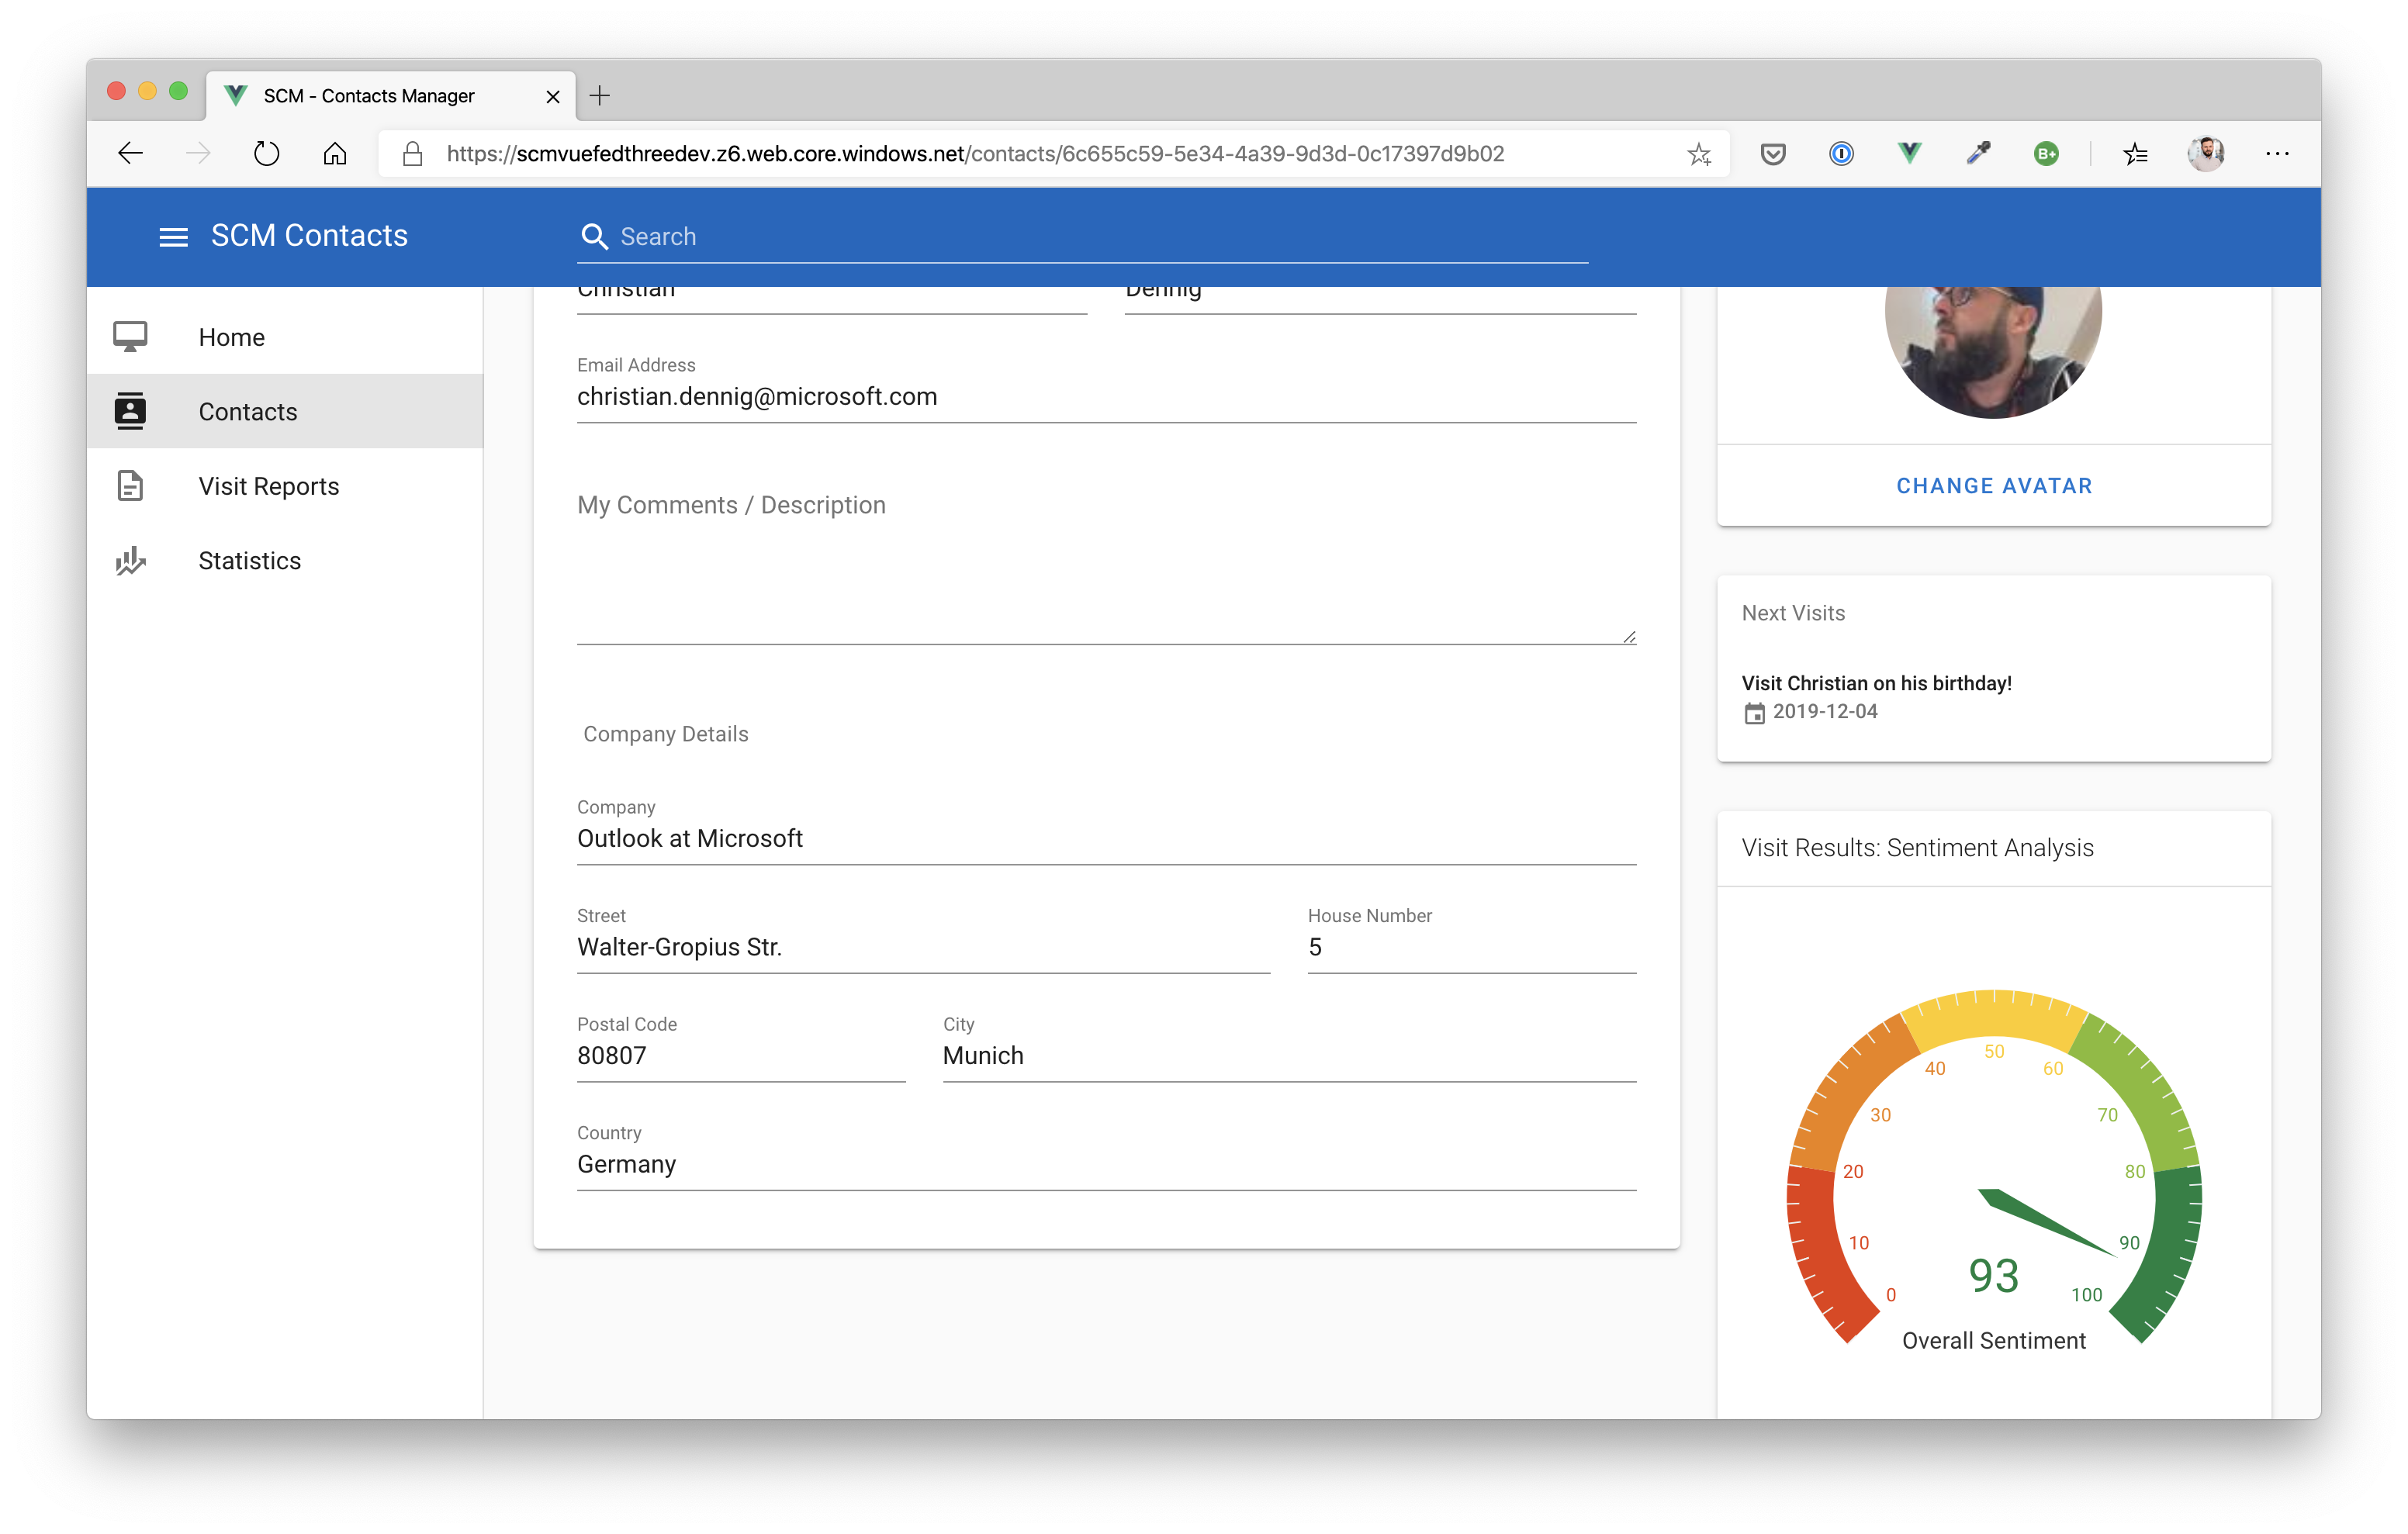 SCM - Contacts Manager
https://scmvuefedthreedev.z6.web.core.windows.net/contacts/6c655c59-5e34-4a39-9d3d-0c17397d9b02
B+
SCM Contacts
Search
Home
Contacts
Visit Reports
Statistics
Christian
Dennig
Email Address
christian.dennig@microsoft.com
My Comments / Description
Company Details
Company
Outlook at Microsoft
Street
Walter-Gropius Str.
House Number
5
Postal Code
80807
City
Munich
Country
Germany
CHANGE AVATAR
Next Visits
Visit Christian on his birthday!
2019-12-04
Visit Results: Sentiment Analysis
0
10
20
30
40
50
60
70
80
90
100
93
Overall Sentiment